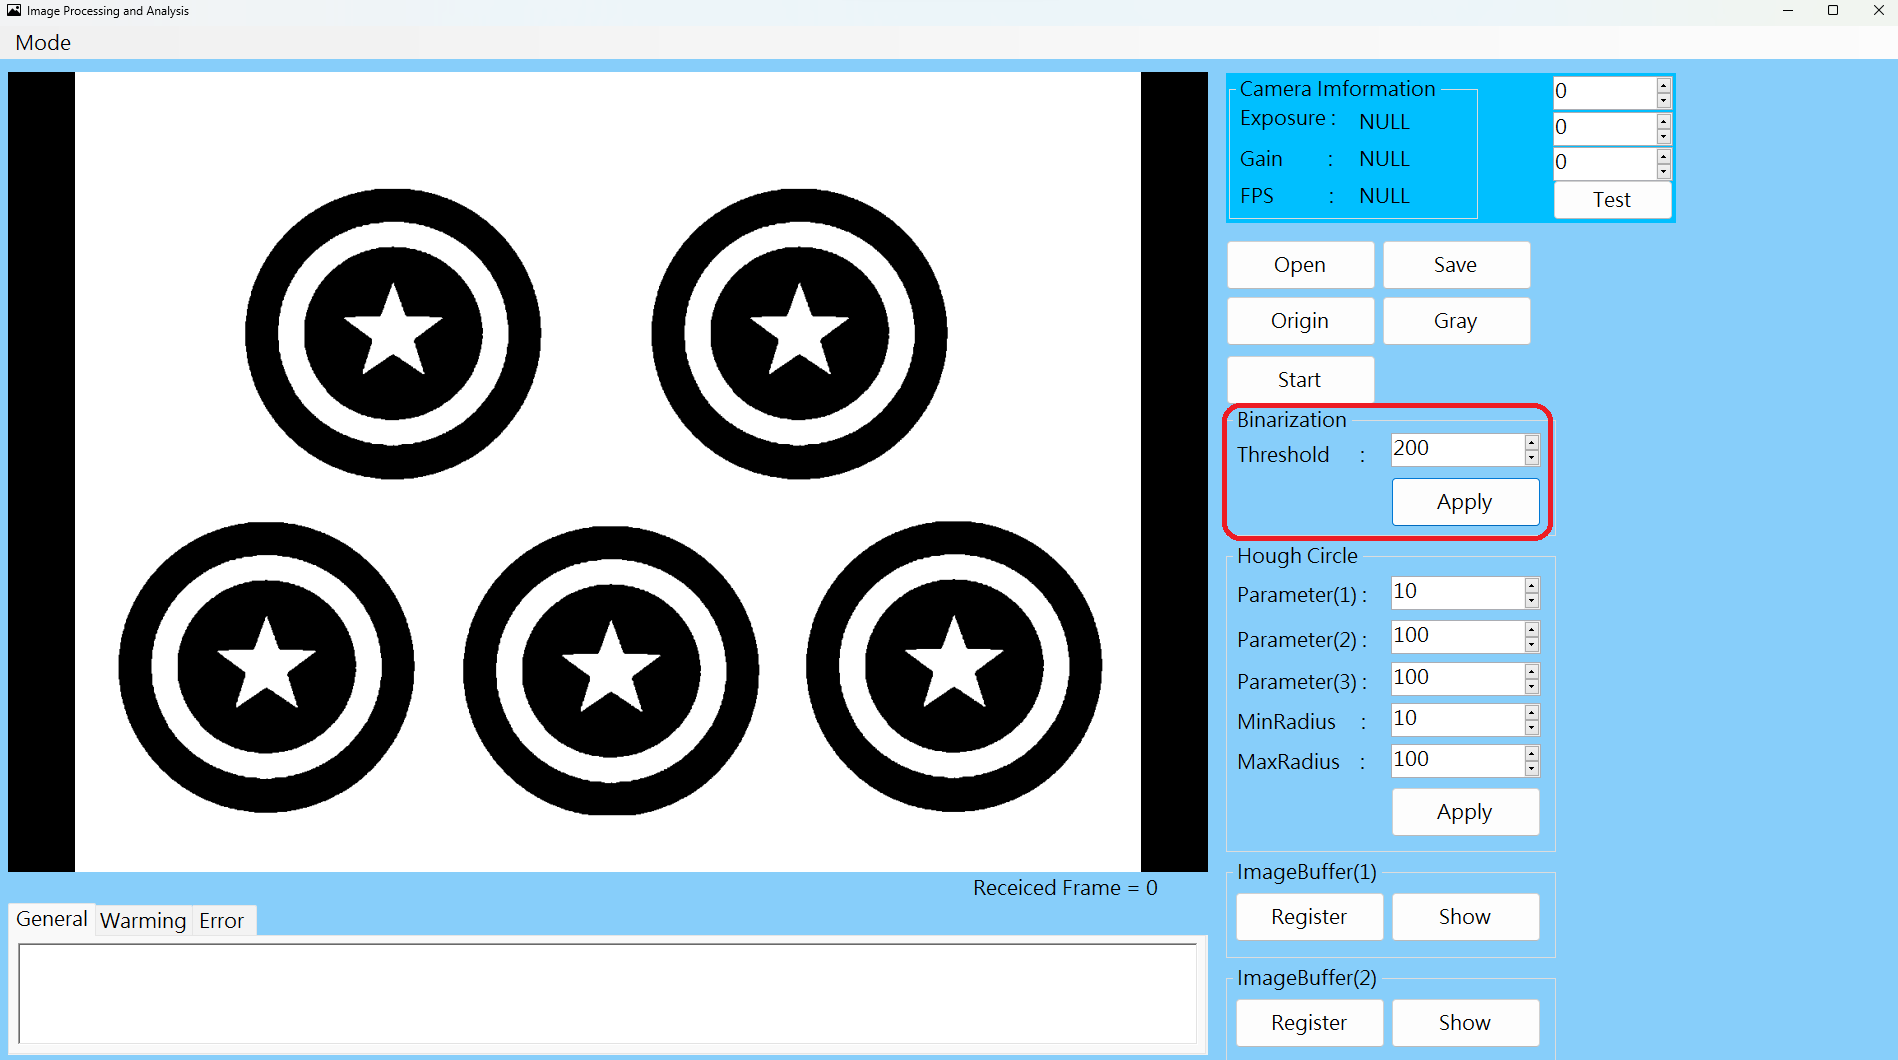 Image Processing and Analysis
Mode
Camera Imformation
Exposure : NULL
Gain : NULL
FPS : NULL
0
0
0
Test
Open Save
Origin Gray
Start
Binarization
Threshold : 200
Apply
Hough Circle
Parameter(1) : 10
Parameter(2) : 100
Parameter(3) : 100
MinRadius : 10
MaxRadius : 100
Apply
ImageBuffer(1)
Register Show
ImageBuffer(2)
Register Show
Receiced Frame = 0
General Warming Error